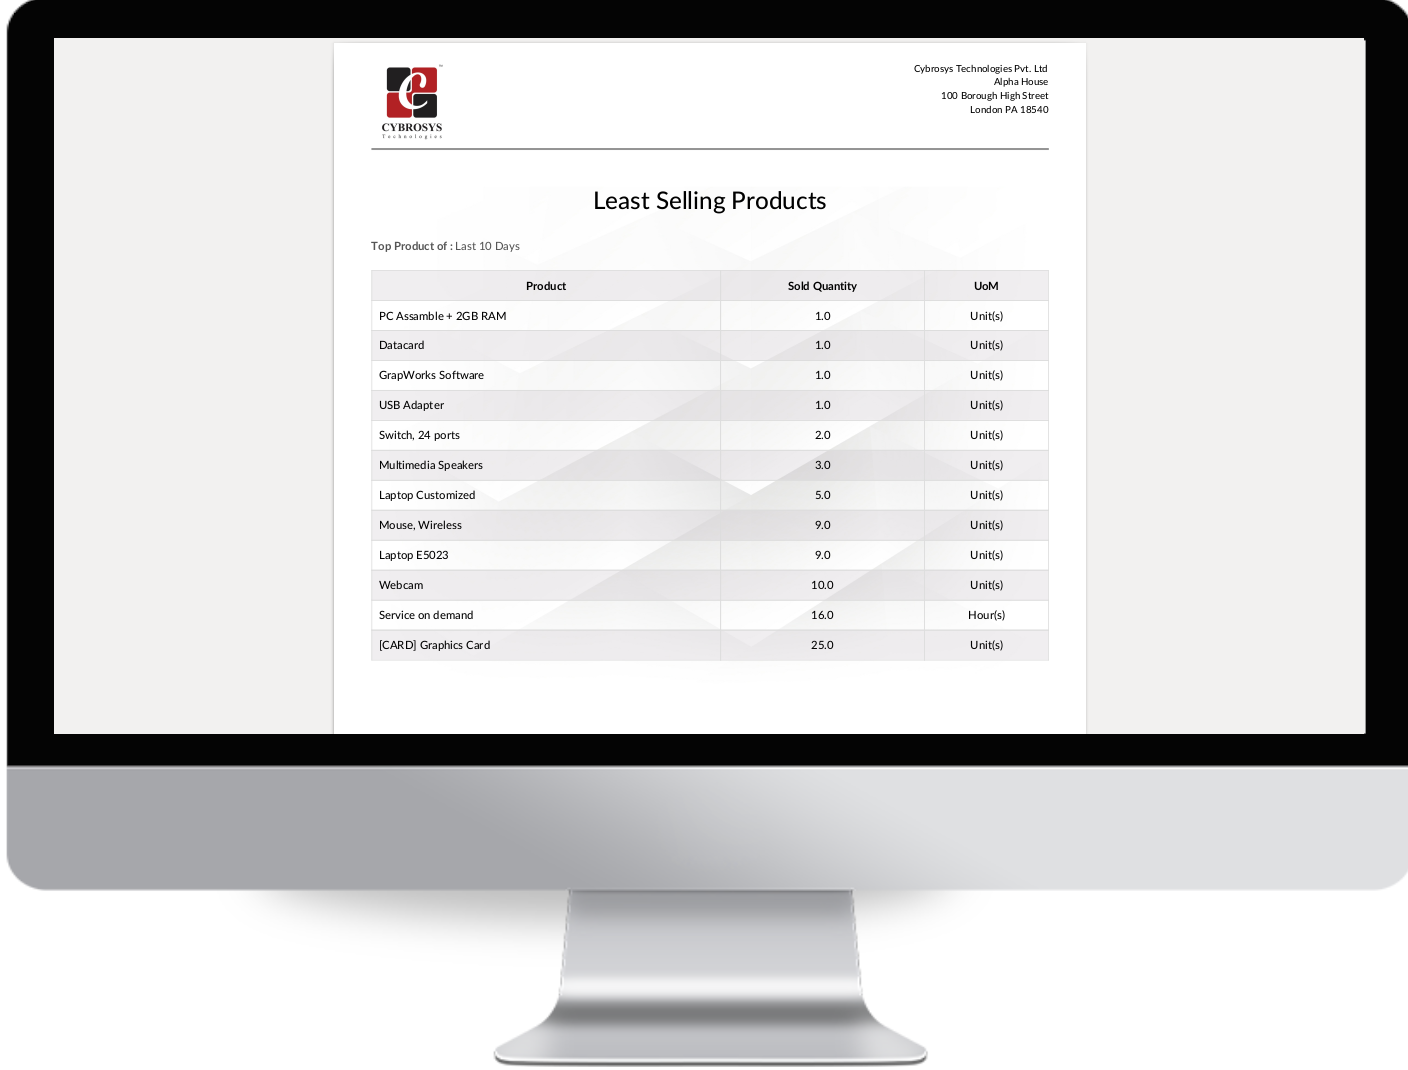 CYBROSYS
Technologies
Cybrosys Technologies Pvt. Ltd
Alpha House
100 Borough High Street
London PA 18540
Least Selling Products
Top Product of : Last 10 Days
Product Sold Quantity UoM
PC Assamble + 2GB RAM 1.0 Unit(s)
Datacard 1.0 Unit(s)
GrapWorks Software 1.0 Unit(s)
USB Adapter 1.0 Unit(s)
Switch, 24 ports 2.0 Unit(s)
Multimedia Speakers 3.0 Unit(s)
Laptop Customized 5.0 Unit(s)
Mouse, Wireless 9.0 Unit(s)
Laptop E5023 9.0 Unit(s)
Webcam 10.0 Unit(s)
Service on demand 16.0 Hour(s)
[CARD] Graphics Card 25.0 Unit(s)